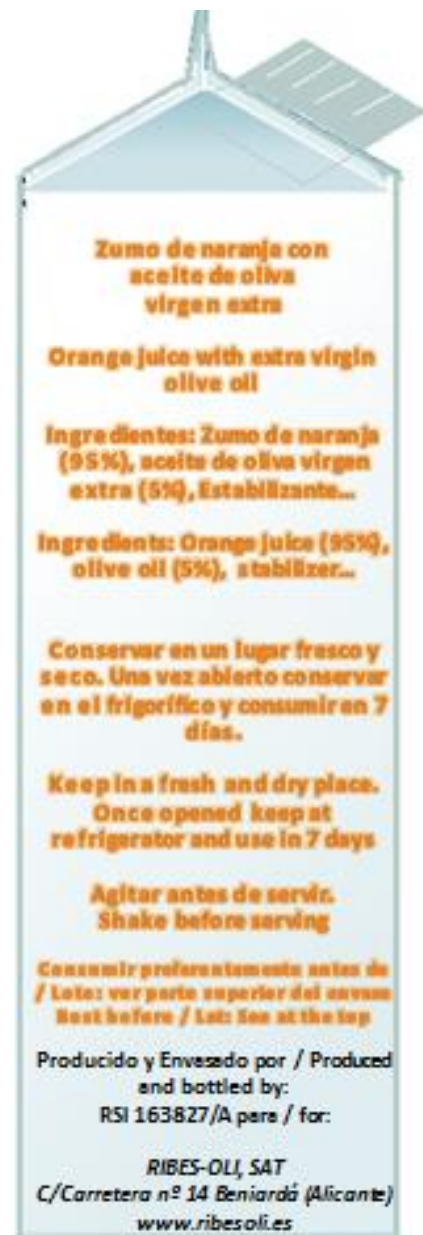 Zumo de naranja con
aceite de oliva
virgen extra
Orange juice with extra virgin
olive oil
Ingredientes: Zumo de naranja
(95%), aceite de oliva virgen
extra (5%), Estabilizante...
Ingredients: Orange juice (95%),
olive oil (5%), stabilizer...
Conservar en un lugar fresco y
seco. Una vez abierto conservar
en el frigorífico y consumir en 7
días.
Keep in a fresh and dry place.
Once opened keep at
refrigerator and use in 7 days
Agitar antes de servir.
Shake before serving
Consumir preferentemente antes de
/ Lote: ver parte superior del envase
Best before / Lot: See at the top
Producido y Envasado por / Produced
and bottled by:
RSI 163827/A para / for:
RIBES-OLI, SAT
C/Carretera nº 14 Beniardá (Alicante)
www.ribesoli.es